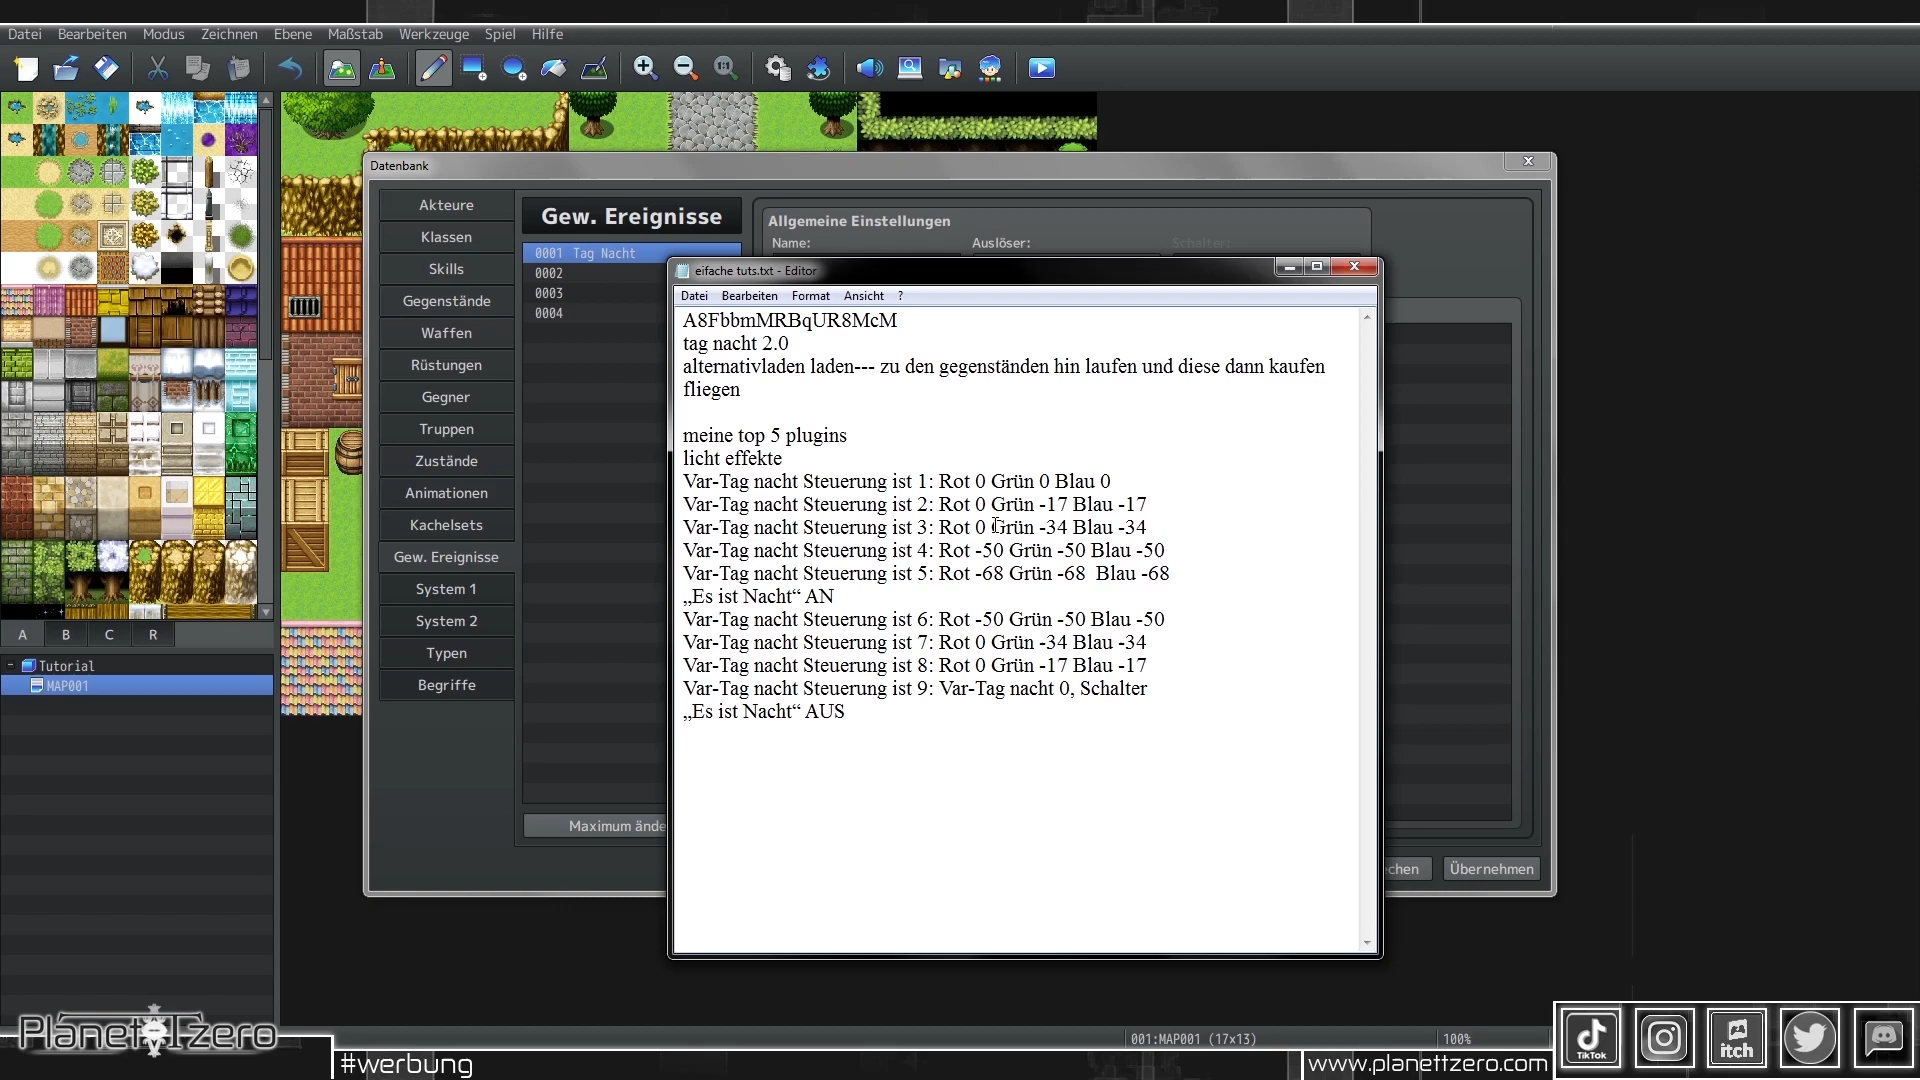 Datei Bearbeiten Modus Zeichnen Ebene Maßstab Werkzeuge Spiel Hilfe
Datenbank
Akteure
Klassen
Skills
Gegenstände
Waffen
Rüstungen
Gegner
Truppen
Zustände
Animationen
Kachelsets
Gew. Ereignisse
System 1
System 2
Typen
Begriffe
Gew. Ereignisse
0001 Tag Nacht
0002
0003
0004
Maximum ände
Allgemeine Einstellungen
Name: Auslöser: Schalter:
eifache tuts.txt - Editor
Datei Bearbeiten Format Ansicht ?
A8FbbmMRBqUR8McM
tag nacht 2.0
alternativladen laden--- zu den gegenständen hin laufen und diese dann kaufen
fliegen
meine top 5 plugins
licht effekte
Var-Tag nacht Steuerung ist 1: Rot 0 Grün 0 Blau 0
Var-Tag nacht Steuerung ist 2: Rot 0 Grün -17 Blau -17
Var-Tag nacht Steuerung ist 3: Rot 0 Grün -34 Blau -34
Var-Tag nacht Steuerung ist 4: Rot -50 Grün -50 Blau -50
Var-Tag nacht Steuerung ist 5: Rot -68 Grün -68  Blau -68
„Es ist Nacht“ AN
Var-Tag nacht Steuerung ist 6: Rot -50 Grün -50 Blau -50
Var-Tag nacht Steuerung ist 7: Rot 0 Grün -34 Blau -34
Var-Tag nacht Steuerung ist 8: Rot 0 Grün -17 Blau -17
Var-Tag nacht Steuerung ist 9: Var-Tag nacht 0, Schalter
„Es ist Nacht“ AUS
chen Übernehmen
A B C R
Tutorial
MAP001
001:MAP001 (17×13) 100%
PlanetTzero
#werbung
www.planettzero.com
TikTok
itch